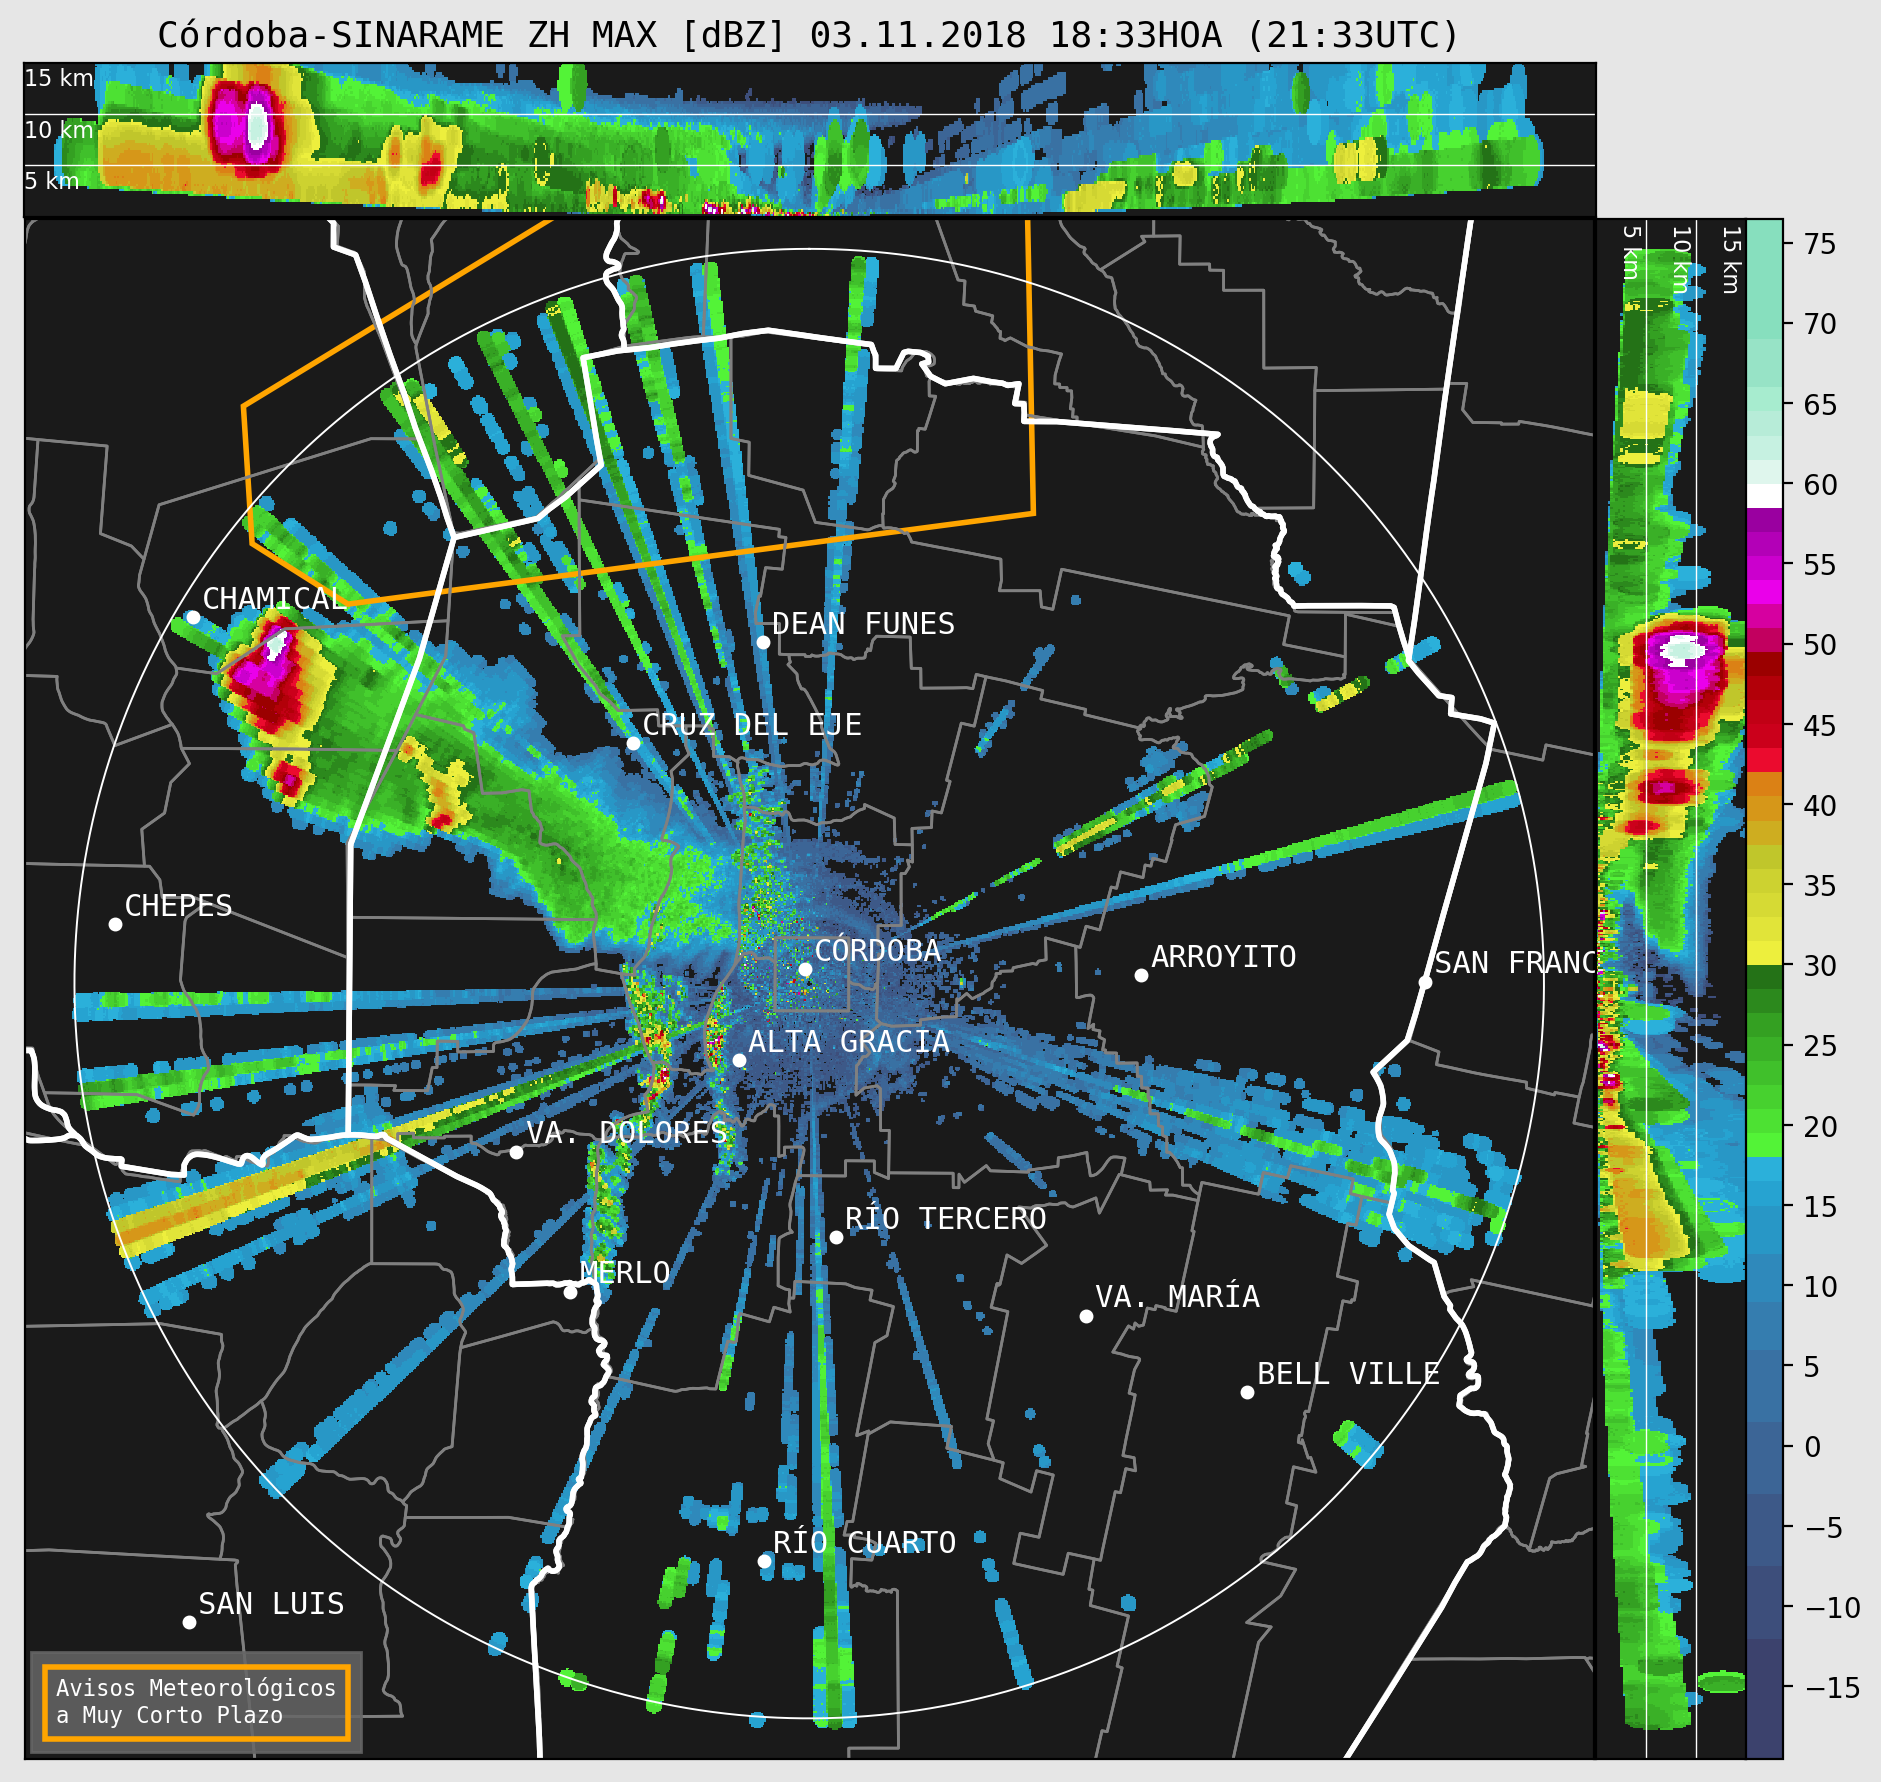 Córdoba-SINARAME ZH MAX [dBZ] 03.11.2018 18:33HOA (21:33UTC)
15 km
10 km
5 km
5 km
10 km
15 km
75
70
65
60
55
50
45
40
35
30
25
20
15
10
5
0
−5
−10
−15
CHAMICAL
DEAN FUNES
CRUZ DEL EJE
CHEPES
CÓRDOBA
ARROYITO
SAN FRANC
ALTA GRACIA
VA. DOLORES
RÍO TERCERO
MERLO
VA. MARÍA
BELL VILLE
RÍO CUARTO
SAN LUIS
Avisos Meteorológicos
a Muy Corto Plazo